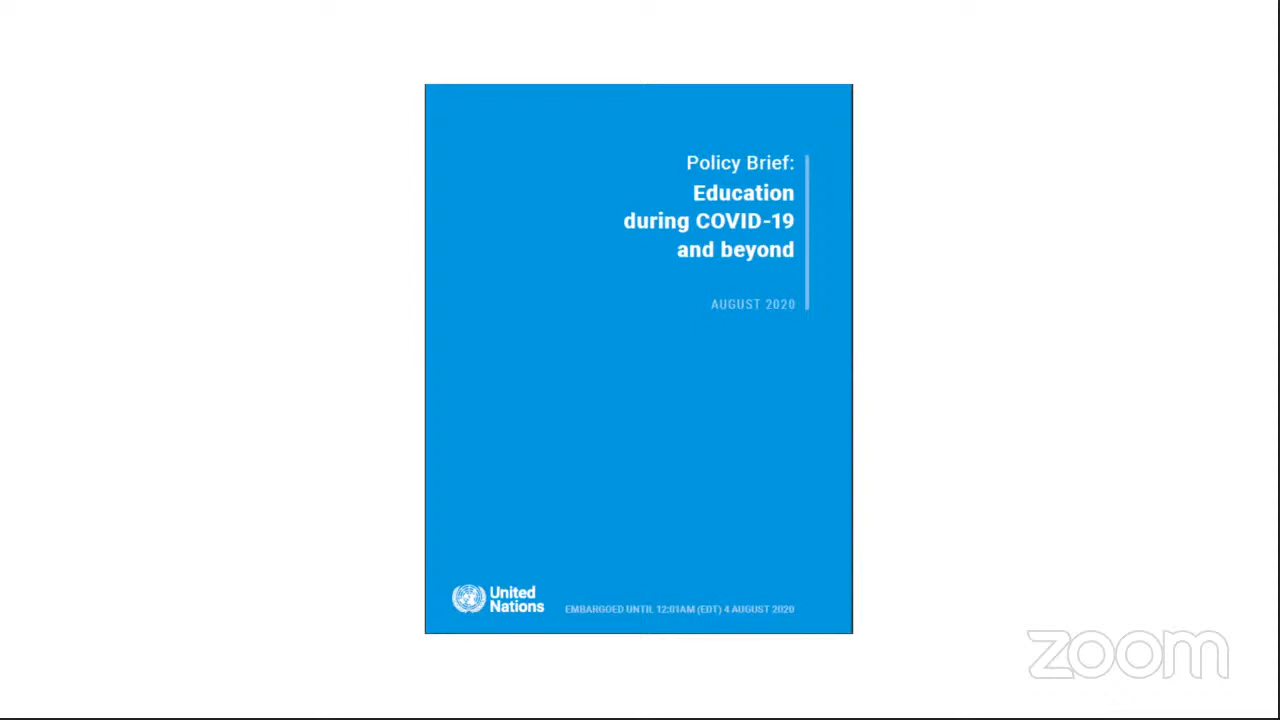 Policy Brief:
Education
during COVID-19
and beyond
AUGUST 2020
United
Nations
EMBARGOED UNTIL 12:01AM (EDT) 4 AUGUST 2020
zoom